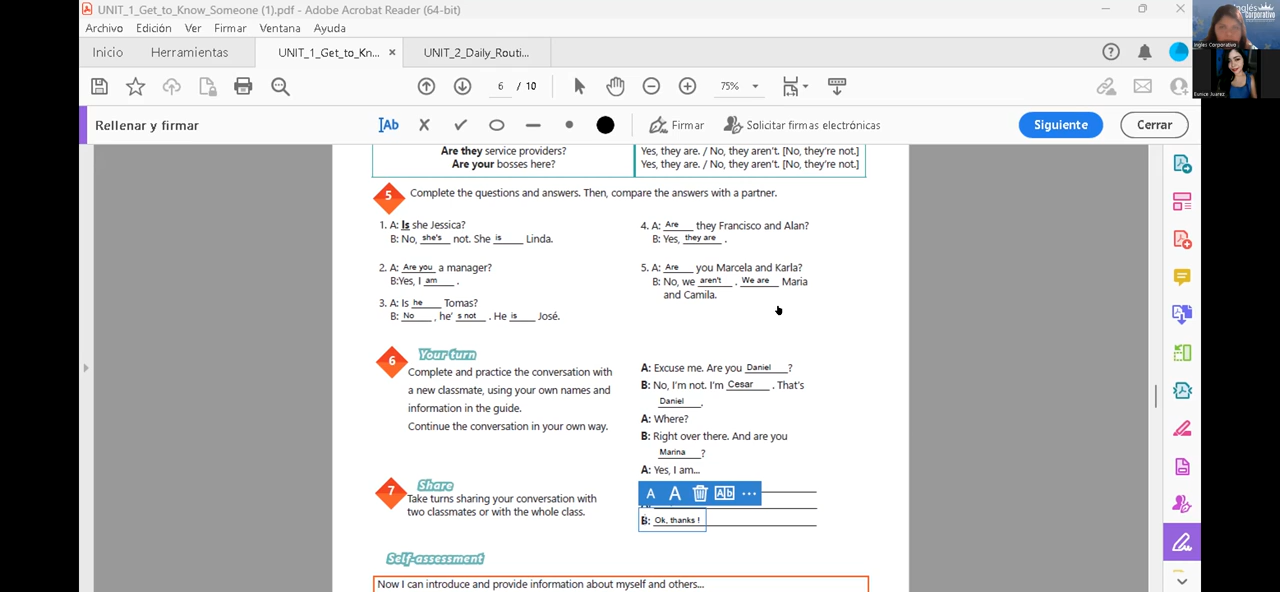 UNIT_1_Get_to_Know_Someone (1).pdf - Adobe Acrobat Reader (64-bit)
Archivo Edición Ver Firmar Ventana Ayuda
Inicio Herramientas UNIT_1_Get_to_Kn... × UNIT_2_Daily_Routi...
6 / 10 75%
Rellenar y firmar IAb Firmar Solicitar firmas electrónicas Siguiente Cerrar
Inglés Corporativo
Inglés Corporativo
Eunice Juarez
Are they service providers? Yes, they are. / No, they aren't. [No, they're not.]
Are your bosses here? Yes, they are. / No, they aren't. [No, they're not.]
5 Complete the questions and answers. Then, compare the answers with a partner.
1. A: Is she Jessica?
B: No, she's not. She is Linda.
2. A: Are you a manager?
B:Yes, I am .
3. A: Is he Tomas?
B: No , he' s not . He is José.
4. A: Are they Francisco and Alan?
B: Yes, they are .
5. A: Are you Marcela and Karla?
B: No, we aren't . We are Maria
and Camila.
6 Your turn
Complete and practice the conversation with
a new classmate, using your own names and
information in the guide.
Continue the conversation in your own way.
7 Share
Take turns sharing your conversation with
two classmates or with the whole class.
A: Excuse me. Are you Daniel ?
B: No, I'm not. I'm Cesar . That's
Daniel .
A: Where?
B: Right over there. And are you
Marina ?
A: Yes, I am...
A A Ab ...
B: Ok, thanks !
Self-assessment
Now I can introduce and provide information about myself and others...